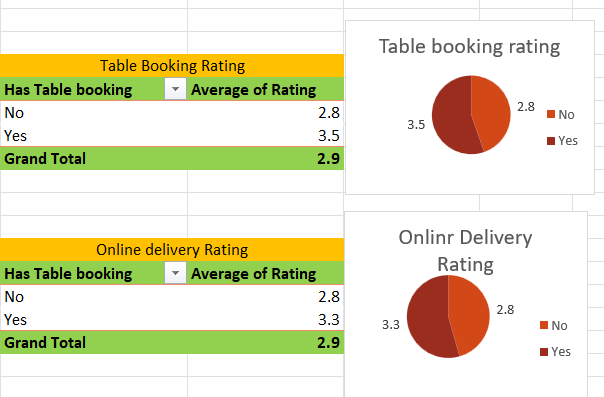 Table Booking Rating
Has Table booking Average of Rating
No 2.8
Yes 3.5
Grand Total 2.9
Table booking rating
2.8
3.5
No
Yes
Online delivery Rating
Has Table booking Average of Rating
No 2.8
Yes 3.3
Grand Total 2.9
Onlinr Delivery
Rating
2.8
3.3
No
Yes